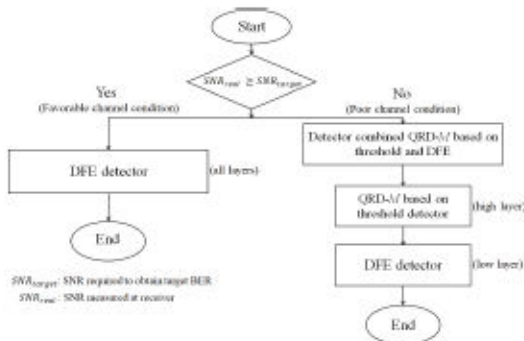 Start
SNR_real ≥ SNR_target
Yes
(Favorable channel condition)
No
(Poor channel condition)
DFE detector
(all layers)
End
Detector combined QRD-M based on
threshold and DFE
QRD-M based on
threshold detector
(high layer)
DFE detector
(low layer)
End
SNR_target: SNR required to obtain target BER
SNR_real: SNR measured at receiver